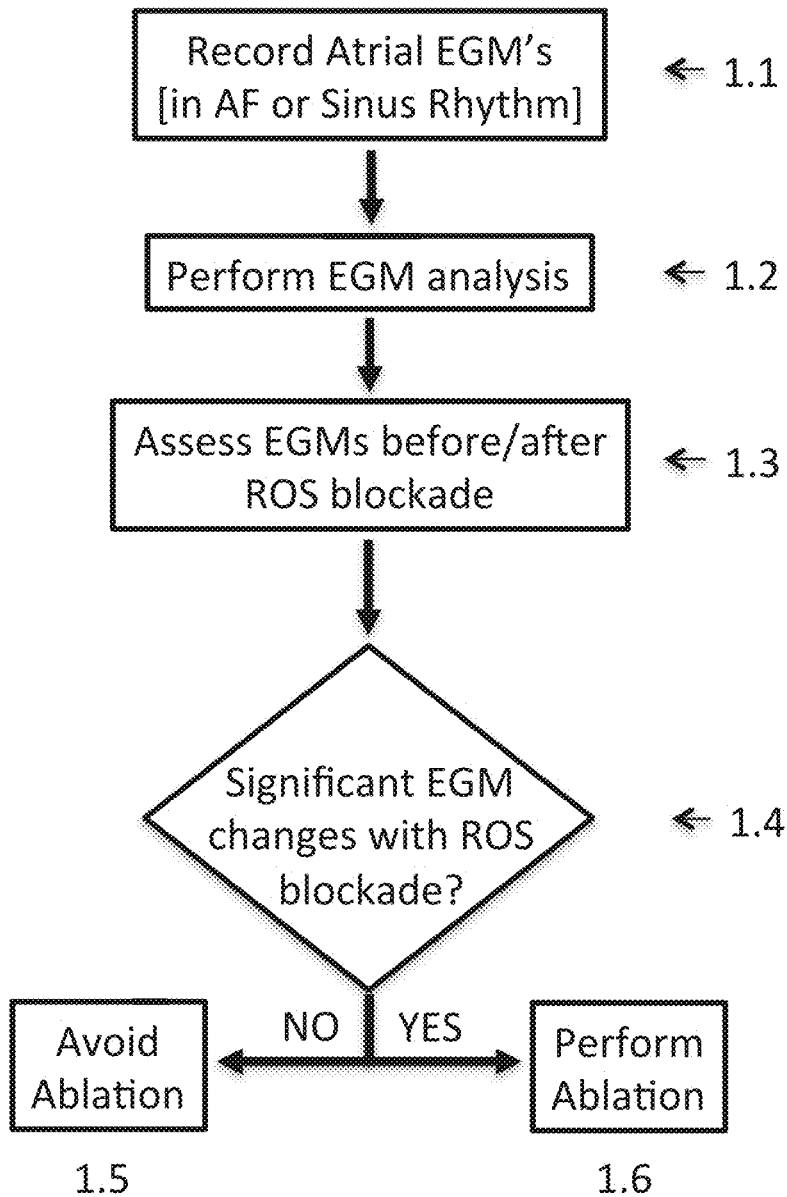 Record Atrial EGM's
[in AF or Sinus Rhythm]
1.1
Perform EGM analysis
1.2
Assess EGMs before/after
ROS blockade
1.3
Significant EGM
changes with ROS
blockade?
1.4
NO
YES
Avoid
Ablation
1.5
Perform
Ablation
1.6